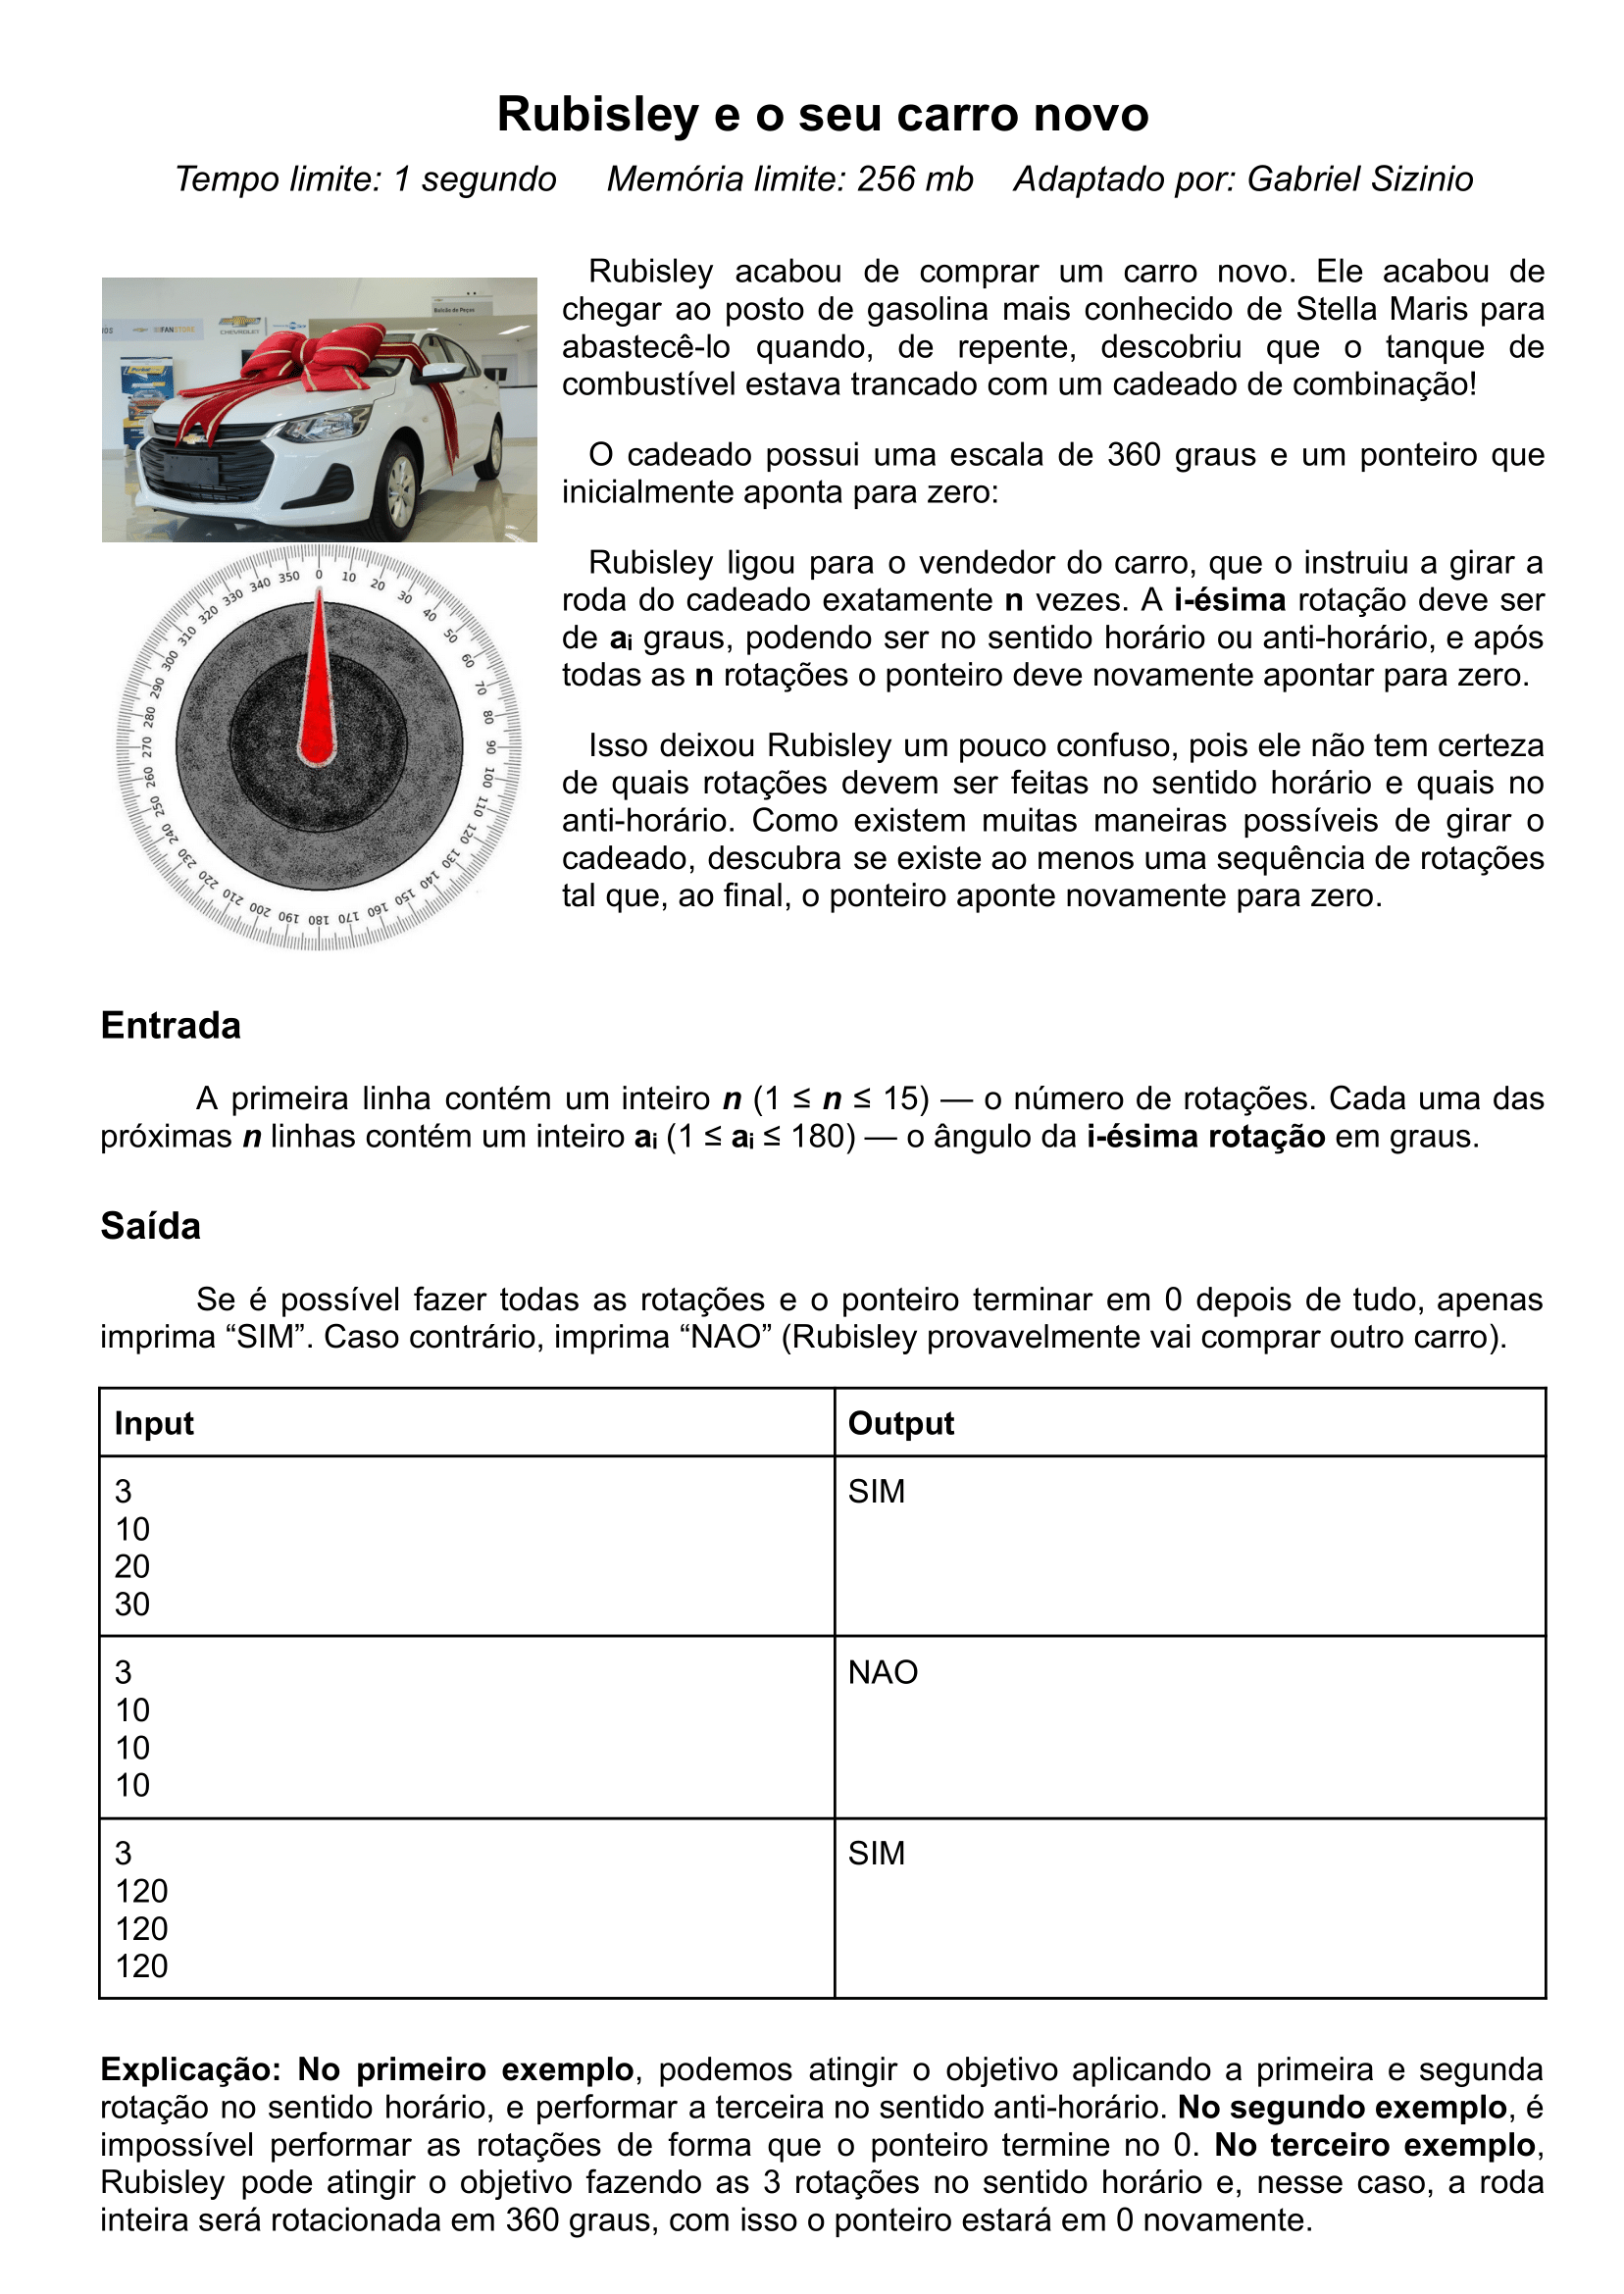 Rubisley e o seu carro novo
Tempo limite: 1 segundo Memória limite: 256 mb Adaptado por: Gabriel Sizinio
Rubisley acabou de comprar um carro novo. Ele acabou de
chegar ao posto de gasolina mais conhecido de Stella Maris para
abastecê-lo quando, de repente, descobriu que o tanque de
combustível estava trancado com um cadeado de combinação!
O cadeado possui uma escala de 360 graus e um ponteiro que
inicialmente aponta para zero:
Rubisley ligou para o vendedor do carro, que o instruiu a girar a
roda do cadeado exatamente n vezes. A i-ésima rotação deve ser
de aᵢ graus, podendo ser no sentido horário ou anti-horário, e após
todas as n rotações o ponteiro deve novamente apontar para zero.
Isso deixou Rubisley um pouco confuso, pois ele não tem certeza
de quais rotações devem ser feitas no sentido horário e quais no
anti-horário. Como existem muitas maneiras possíveis de girar o
cadeado, descubra se existe ao menos uma sequência de rotações
tal que, ao final, o ponteiro aponte novamente para zero.
FANSTORE
CHEVROLET
Balcão de Peças
0 10 20 30 40 50 60 70 80 90 100 110 120 130 140 150 160 170 180 190 200 210 220 230 240 250 260 270 280 290 300 310 320 330 340 350
Entrada
A primeira linha contém um inteiro n (1 ≤ n ≤ 15) — o número de rotações. Cada uma das
próximas n linhas contém um inteiro aᵢ (1 ≤ aᵢ ≤ 180) — o ângulo da i-ésima rotação em graus.
Saída
Se é possível fazer todas as rotações e o ponteiro terminar em 0 depois de tudo, apenas
imprima “SIM”. Caso contrário, imprima “NAO” (Rubisley provavelmente vai comprar outro carro).
Input Output
3 SIM
10
20
30
3 NAO
10
10
10
3 SIM
120
120
120
Explicação: No primeiro exemplo, podemos atingir o objetivo aplicando a primeira e segunda
rotação no sentido horário, e performar a terceira no sentido anti-horário. No segundo exemplo, é
impossível performar as rotações de forma que o ponteiro termine no 0. No terceiro exemplo,
Rubisley pode atingir o objetivo fazendo as 3 rotações no sentido horário e, nesse caso, a roda
inteira será rotacionada em 360 graus, com isso o ponteiro estará em 0 novamente.